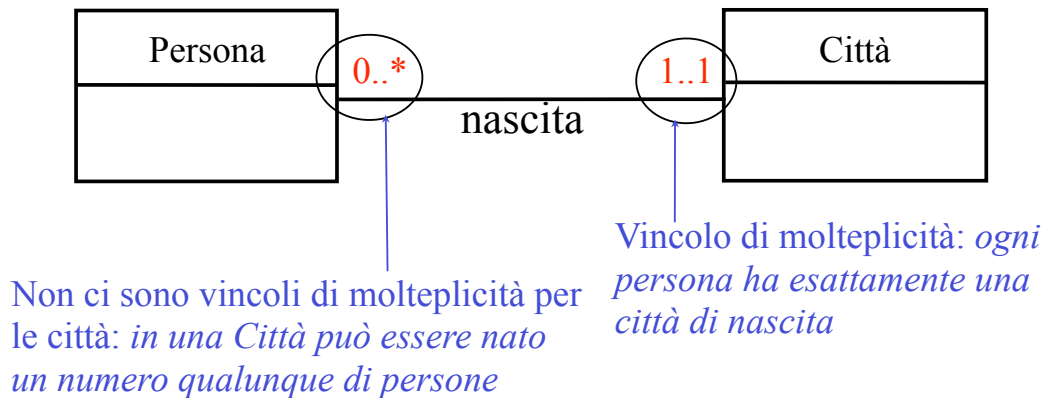 Persona
Città
0..*
1..1
nascita
Vincolo di molteplicità: ogni
persona ha esattamente una
città di nascita
Non ci sono vincoli di molteplicità per
le città: in una Città può essere nato
un numero qualunque di persone